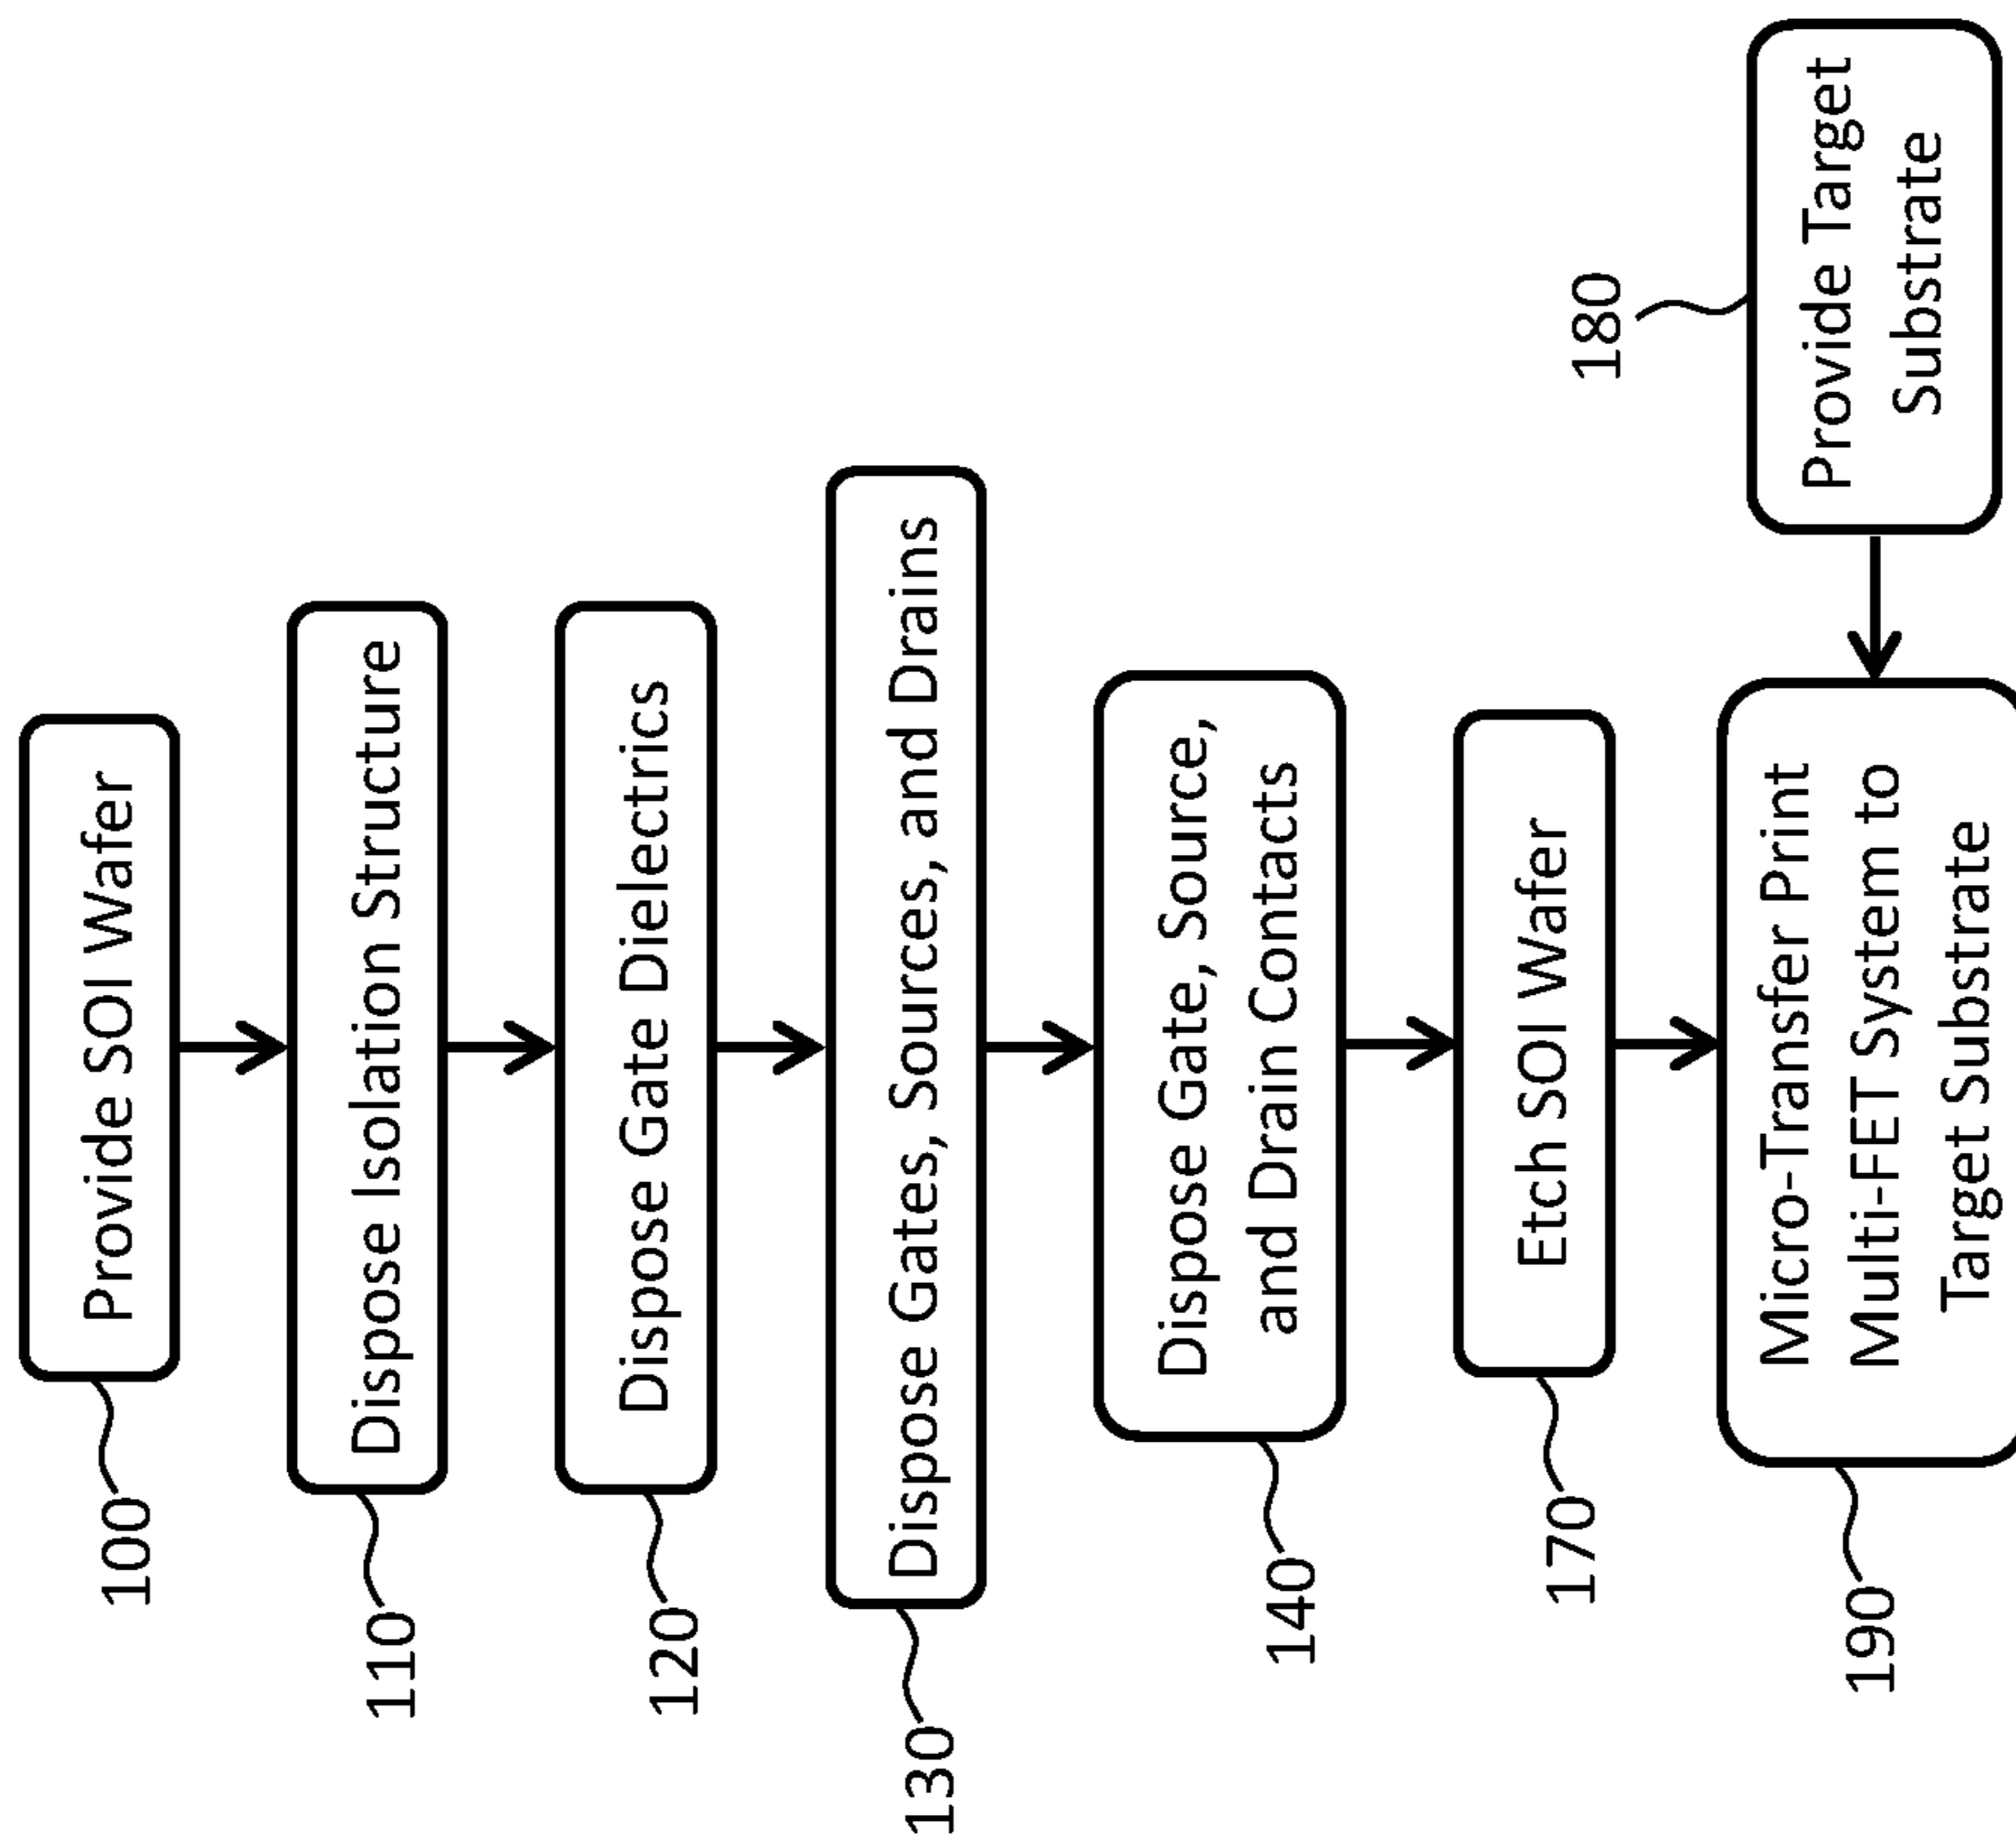 100
Provide SOI Wafer
110
Dispose Isolation Structure
120
Dispose Gate Dielectrics
130
Dispose Gates, Sources, and Drains
140
Dispose Gate, Source,
and Drain Contacts
170
Etch SOI Wafer
180
Provide Target
Substrate
190
Micro-Transfer Print
Multi-FET System to
Target Substrate